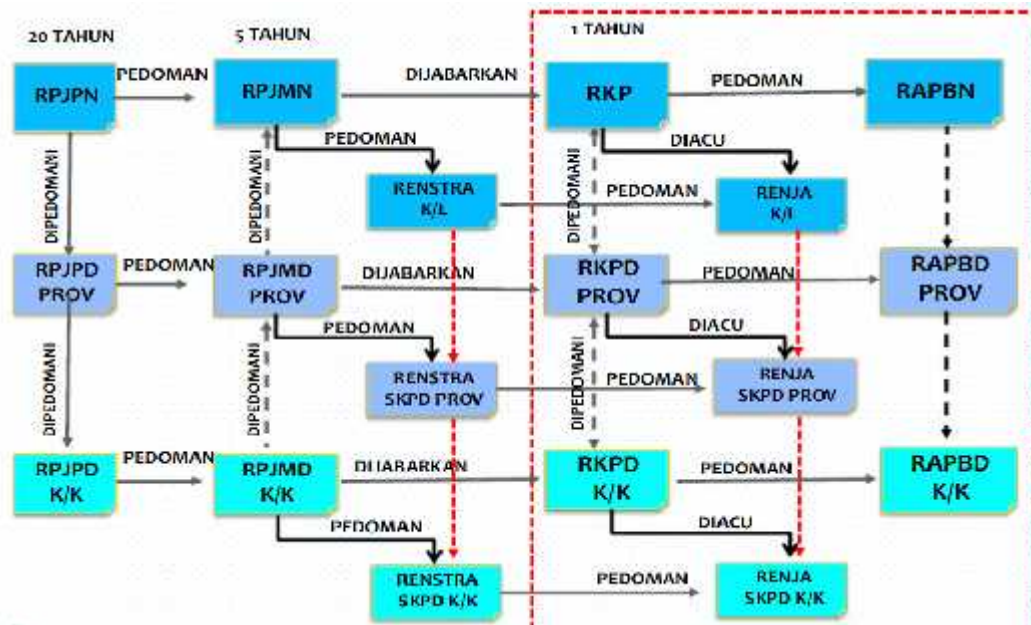 20 TAHUN
5 TAHUN
1 TAHUN
RPJPN
PEDOMAN
RPJMN
DIJABARKAN
RKP
PEDOMAN
RAPBN
PEDOMAN
DIACU
RENSTRA
K/L
PEDOMAN
RENJA
K/L
DIPEDOMANI
DIPEDOMANI
DIPEDOMANI
RPJPD
PROV
PEDOMAN
RPJMD
PROV
DIJABARKAN
RKPD
PROV
PEDOMAN
RAPBD
PROV
PEDOMAN
DIACU
RENSTRA
SKPD PROV
PEDOMAN
RENJA
SKPD PROV
DIPEDOMANI
DIPEDOMANI
DIPEDOMANI
RPJPD
K/K
PEDOMAN
RPJMD
K/K
DIJABARKAN
RKPD
K/K
PEDOMAN
RAPBD
K/K
PEDOMAN
DIACU
RENSTRA
SKPD K/K
PEDOMAN
RENJA
SKPD K/K